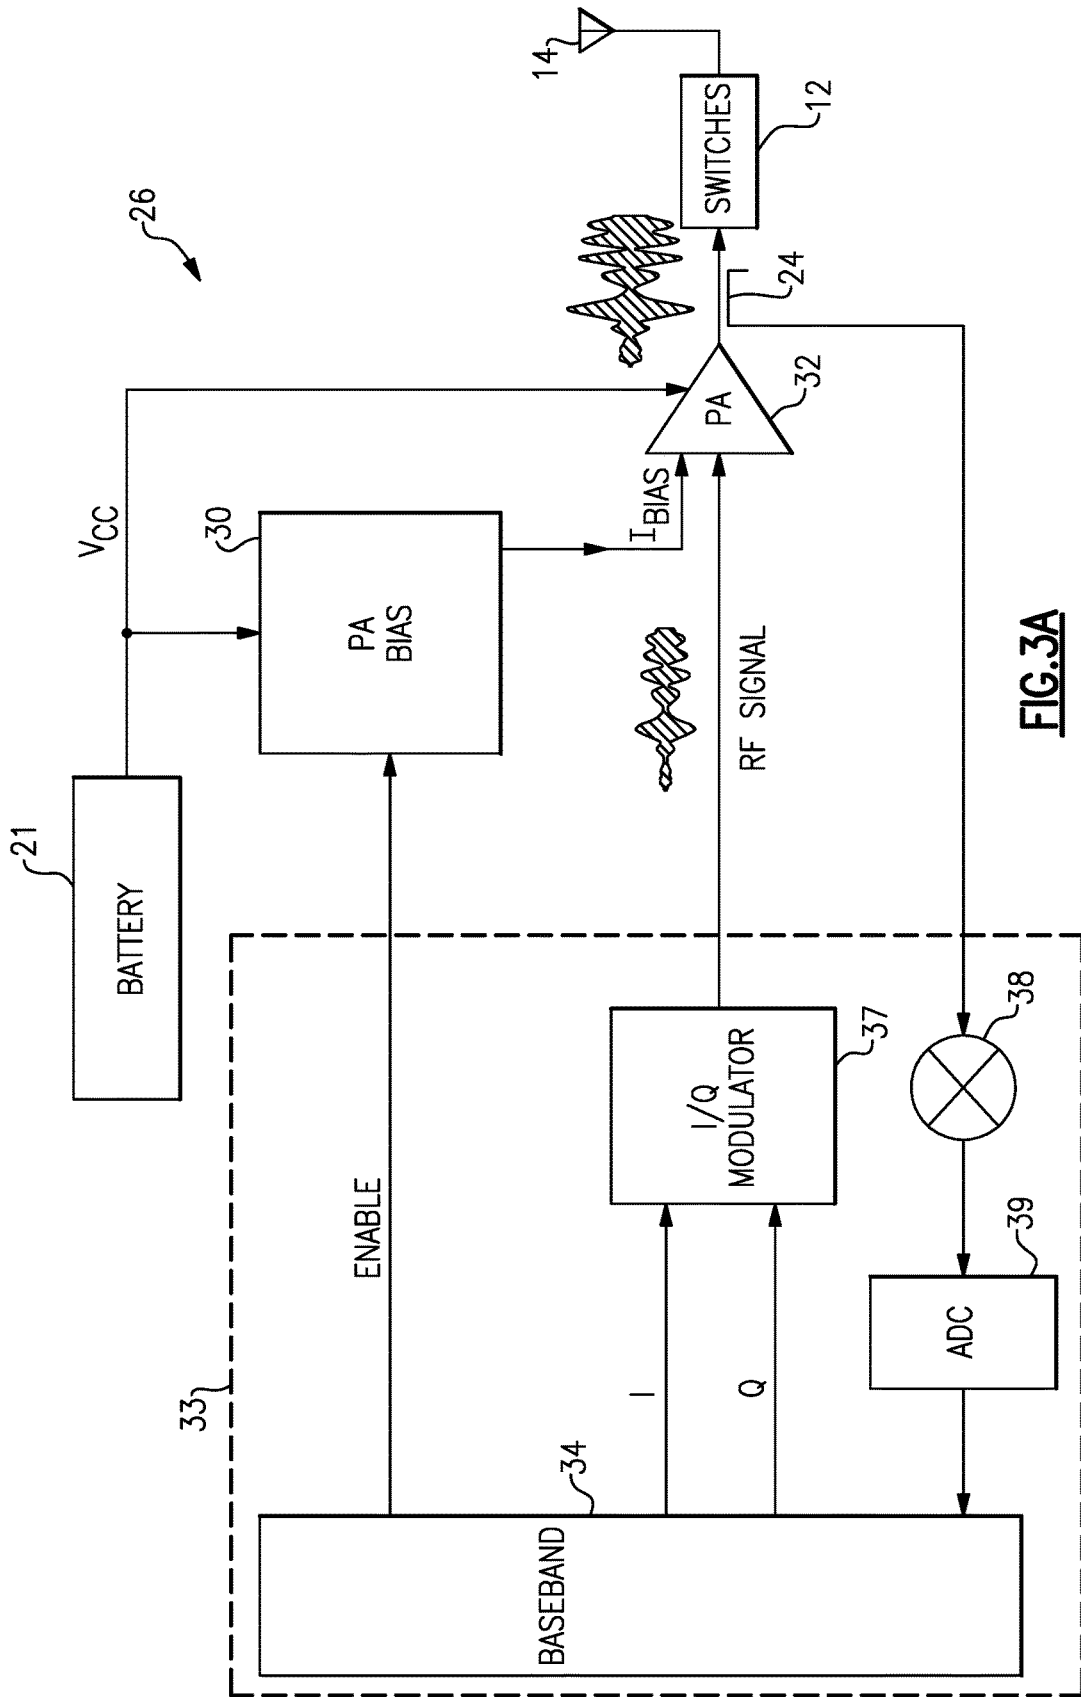 26
21
BATTERY
VCC
30
PA
BIAS
14
SWITCHES
12
24
PA
32
IBIAS
RF SIGNAL
33
ENABLE
34
BASEBAND
I
Q
I/Q
MODULATOR
37
38
39
ADC
FIG.3A